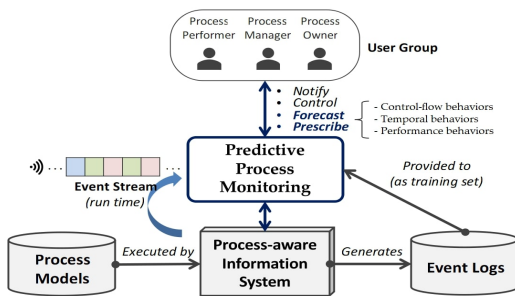 Process Performer
Process Manager
Process Owner
User Group
• Notify
• Control
• Forecast
• Prescribe
- Control-flow behaviors
- Temporal behaviors
- Performance behaviors
Predictive
Process
Monitoring
... ...
Event Stream
(run time)
Provided to
(as training set)
Process
Models
Executed by
Process-aware
Information
System
Generates
Event Logs